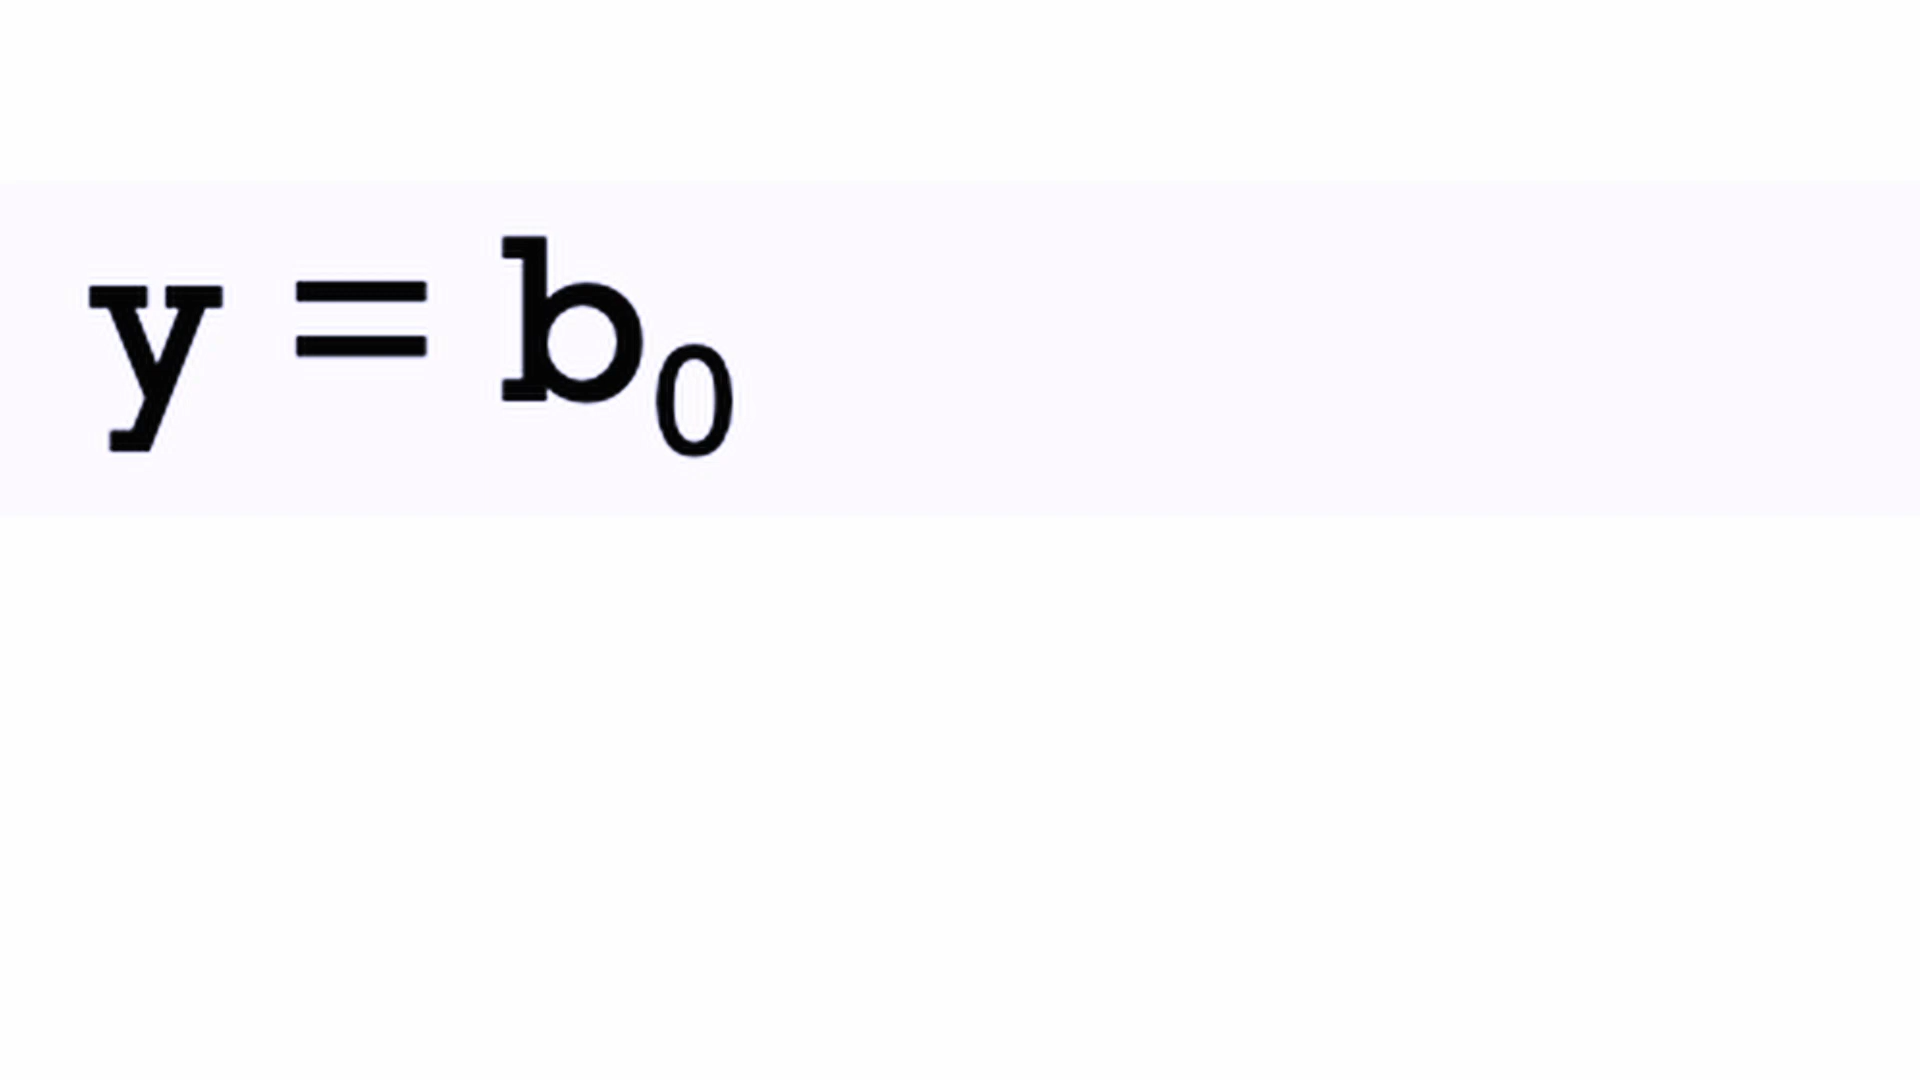 y = b₀